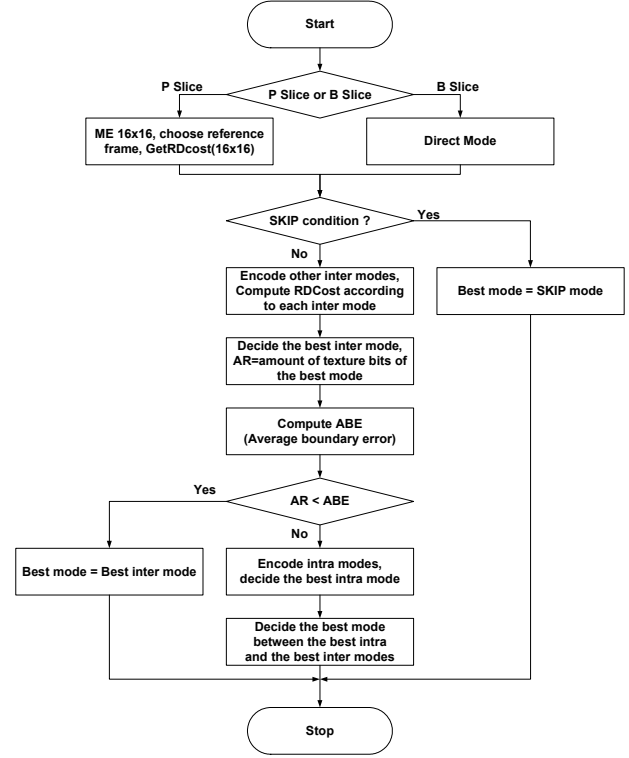 Start
P Slice or B Slice
P Slice
B Slice
ME 16x16, choose reference
frame, GetRDcost(16x16)
Direct Mode
SKIP condition ?
Yes
No
Encode other inter modes,
Compute RDCost according
to each inter mode
Best mode = SKIP mode
Decide the best inter mode,
AR=amount of texture bits of
the best mode
Compute ABE
(Average boundary error)
AR < ABE
Yes
No
Best mode = Best inter mode
Encode intra modes,
decide the best intra mode
Decide the best mode
between the best intra
and the best inter modes
Stop